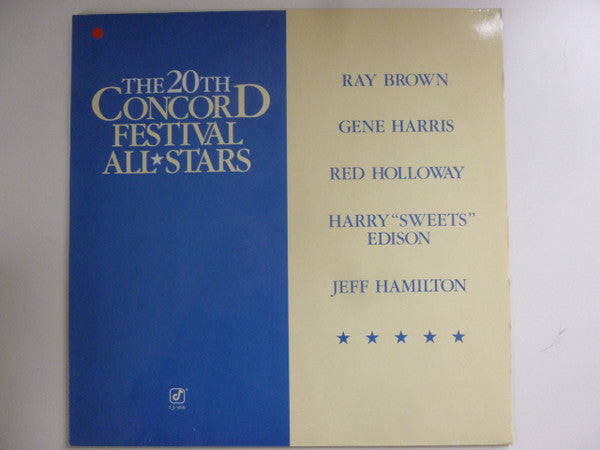 THE 20TH
CONCORD
FESTIVAL
ALL★STARS
RAY BROWN
GENE HARRIS
RED HOLLOWAY
HARRY "SWEETS"
EDISON
JEFF HAMILTON
★ ★ ★ ★ ★